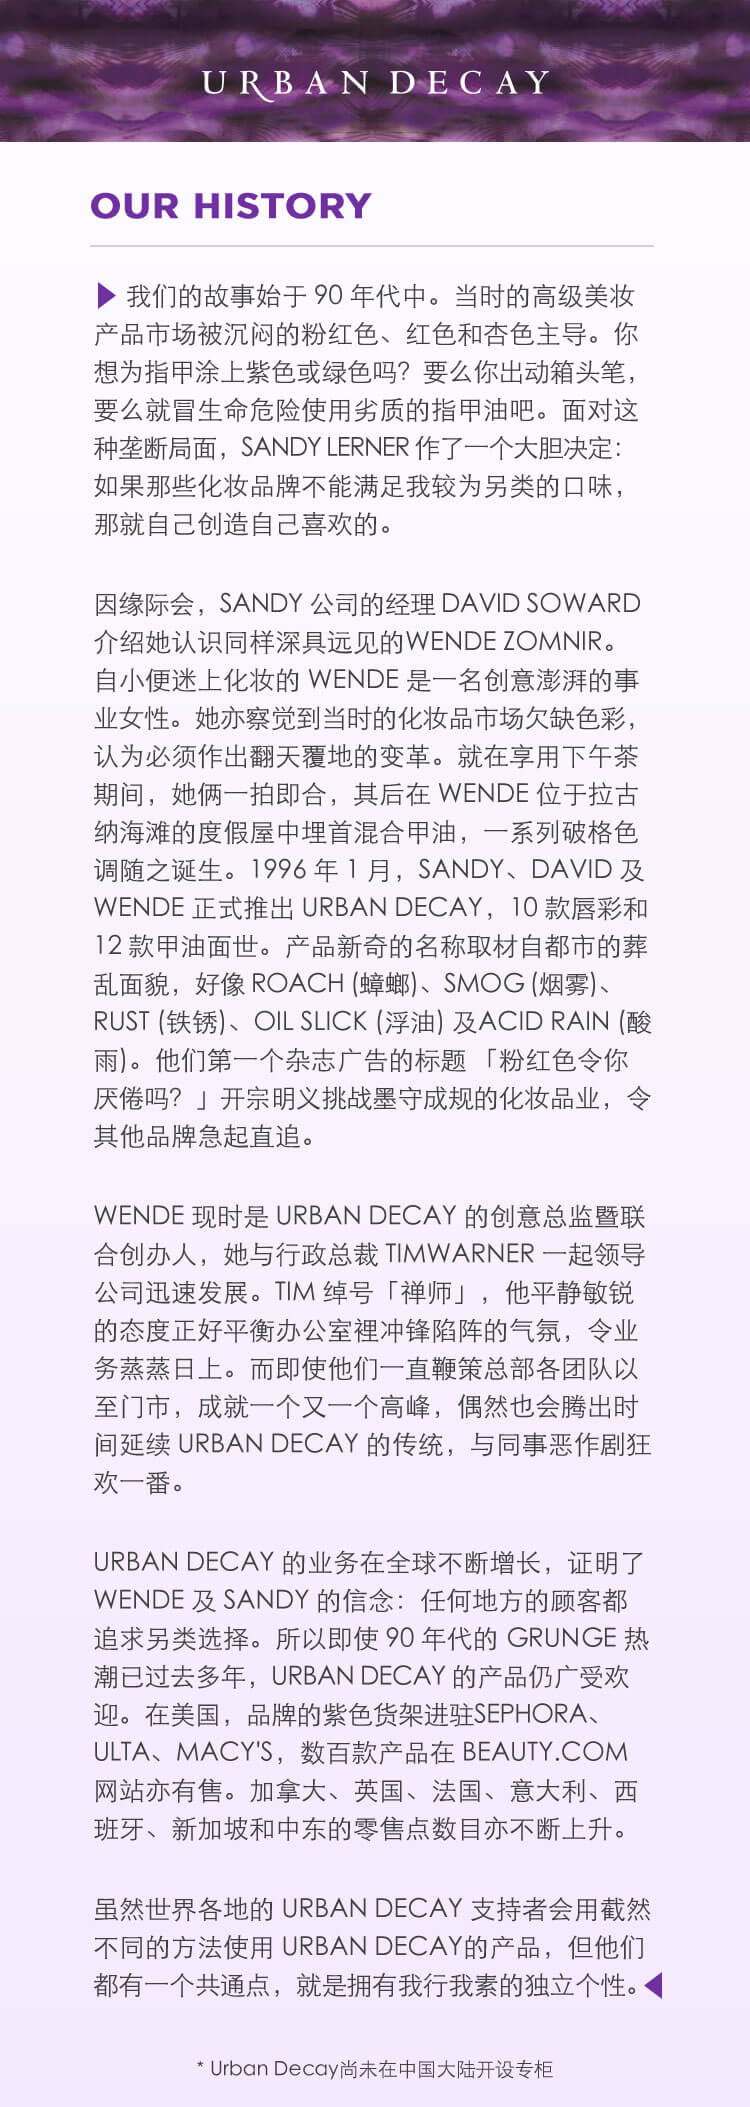 URBAN DECAY
OUR HISTORY
我们的故事始于 90 年代中。当时的高级美妆
产品市场被沉闷的粉红色、红色和杏色主导。你
想为指甲涂上紫色或绿色吗？要么你出动箱头笔，
要么就冒生命危险使用劣质的指甲油吧。面对这
种垄断局面，SANDY LERNER 作了一个大胆决定：
如果那些化妆品牌不能满足我较为另类的口味，
那就自己创造自己喜欢的。
因缘际会，SANDY 公司的经理 DAVID SOWARD
介绍她认识同样深具远见的WENDE ZOMNIR。
自小便迷上化妆的 WENDE 是一名创意澎湃的事
业女性。她亦察觉到当时的化妆品市场欠缺色彩，
认为必须作出翻天覆地的变革。就在享用下午茶
期间，她俩一拍即合，其后在 WENDE 位于拉古
纳海滩的度假屋中埋首混合甲油，一系列破格色
调随之诞生。1996 年 1 月，SANDY、DAVID 及
WENDE 正式推出 URBAN DECAY，10 款唇彩和
12 款甲油面世。产品新奇的名称取材自都市的葬
乱面貌，好像 ROACH (蟑螂)、SMOG (烟雾)、
RUST (铁锈)、OIL SLICK (浮油) 及ACID RAIN (酸
雨)。他们第一个杂志广告的标题 「粉红色令你
厌倦吗？」开宗明义挑战墨守成规的化妆品业，令
其他品牌急起直追。
WENDE 现时是 URBAN DECAY 的创意总监暨联
合创办人，她与行政总裁 TIMWARNER 一起领导
公司迅速发展。TIM 绰号「禅师」，他平静敏锐
的态度正好平衡办公室裡冲锋陷阵的气氛，令业
务蒸蒸日上。而即使他们一直鞭策总部各团队以
至门市，成就一个又一个高峰，偶然也会腾出时
间延续 URBAN DECAY 的传统，与同事恶作剧狂
欢一番。
URBAN DECAY 的业务在全球不断增长，证明了
WENDE 及 SANDY 的信念：任何地方的顾客都
追求另类选择。所以即使 90 年代的 GRUNGE 热
潮已过去多年，URBAN DECAY 的产品仍广受欢
迎。在美国，品牌的紫色货架进驻SEPHORA、
ULTA、MACY'S，数百款产品在 BEAUTY.COM
网站亦有售。加拿大、英国、法国、意大利、西
班牙、新加坡和中东的零售点数目亦不断上升。
虽然世界各地的 URBAN DECAY 支持者会用截然
不同的方法使用 URBAN DECAY的产品，但他们
都有一个共通点，就是拥有我行我素的独立个性。
* Urban Decay尚未在中国大陆开设专柜